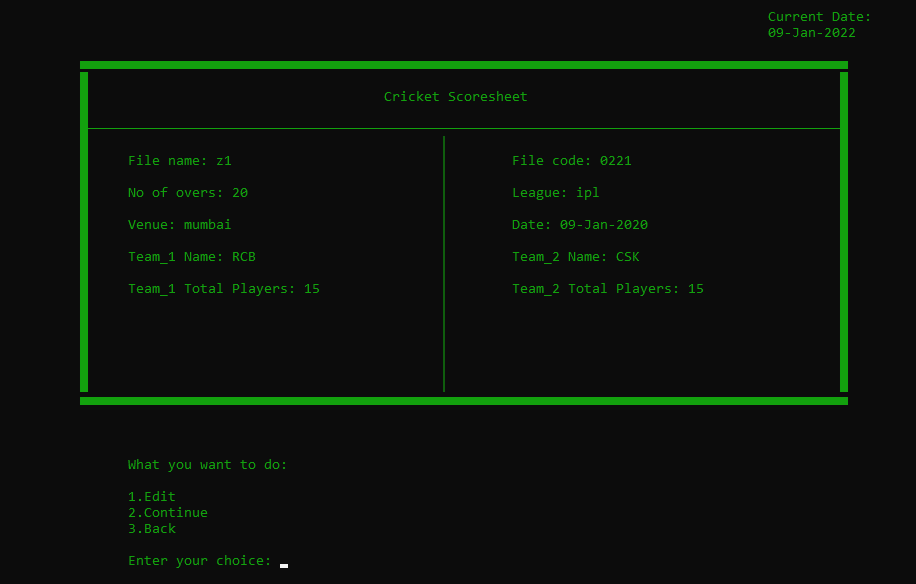 Current Date:
09-Jan-2022
Cricket Scoresheet
File name: z1
File code: 0221
No of overs: 20
League: ipl
Venue: mumbai
Date: 09-Jan-2020
Team_1 Name: RCB
Team_2 Name: CSK
Team_1 Total Players: 15
Team_2 Total Players: 15
What you want to do:
1.Edit
2.Continue
3.Back
Enter your choice: